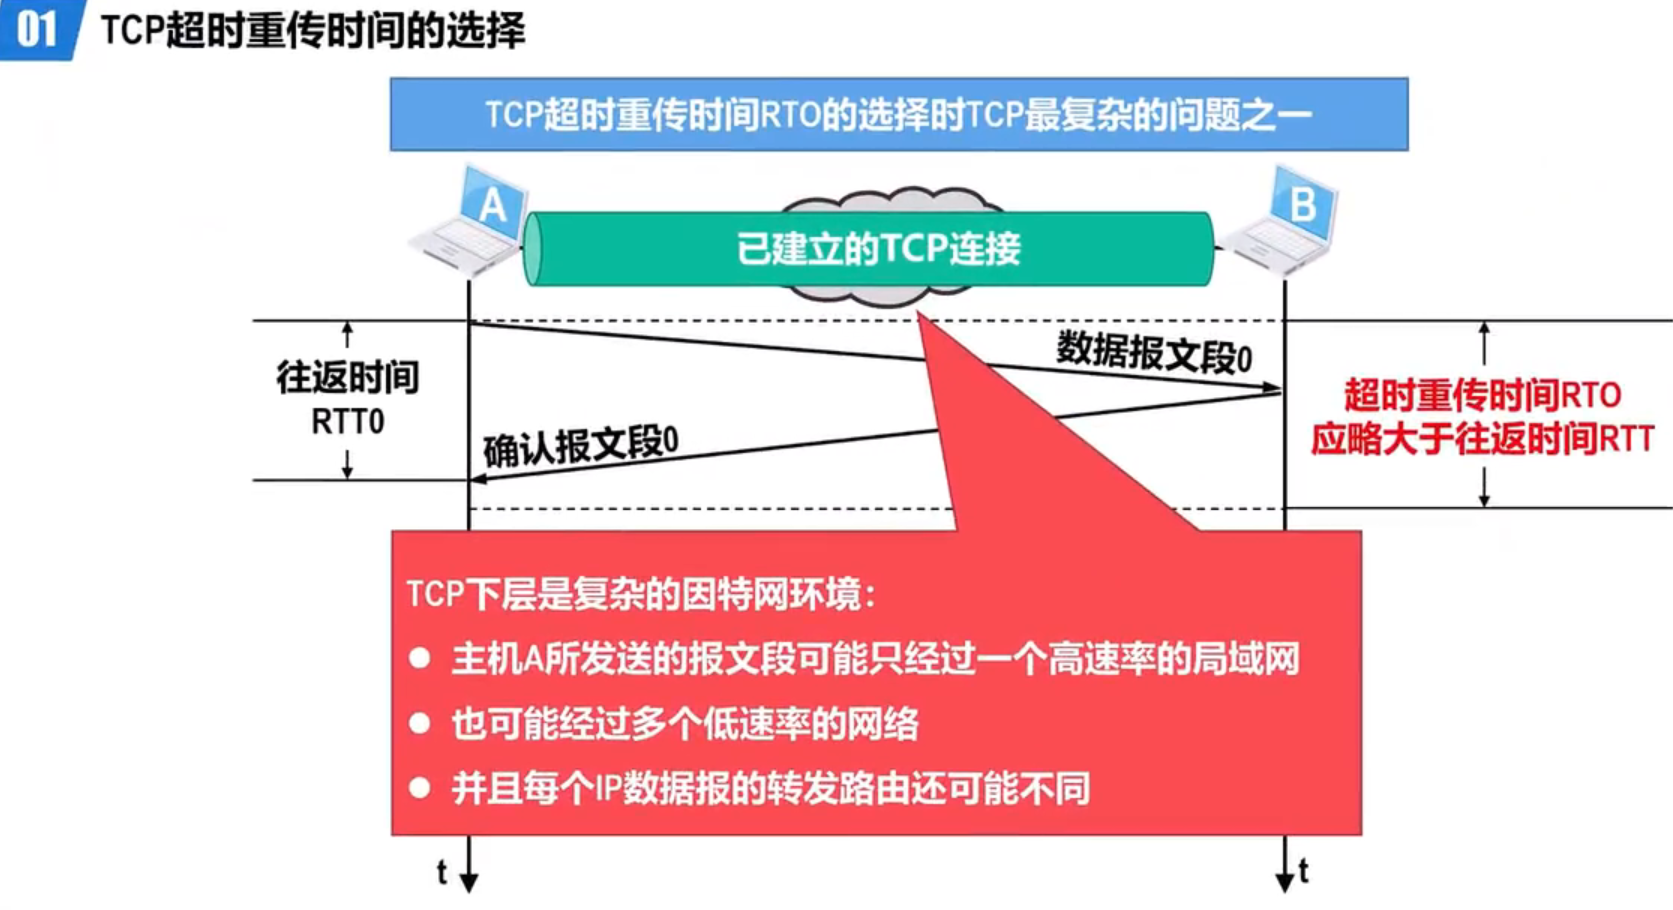 01 TCP超时重传时间的选择
TCP超时重传时间RTO的选择时TCP最复杂的问题之一
A
B
已建立的TCP连接
数据报文段0
往返时间
RTT0
确认报文段0
超时重传时间RTO
应略大于往返时间RTT
TCP下层是复杂的因特网环境：
● 主机A所发送的报文段可能只经过一个高速率的局域网
● 也可能经过多个低速率的网络
● 并且每个IP数据报的转发路由还可能不同
t
t